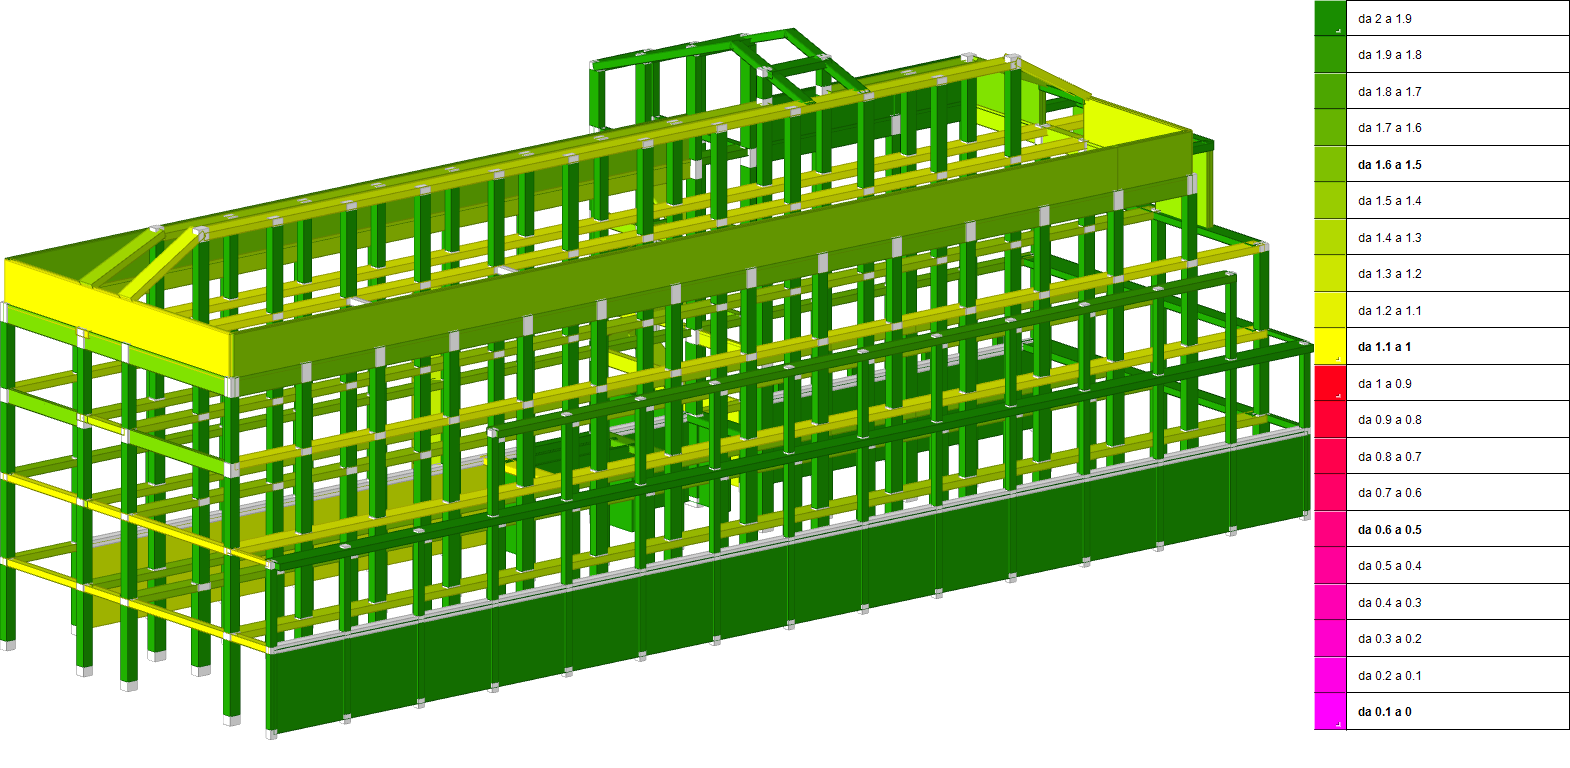 da 2 a 1.9
da 1.9 a 1.8
da 1.8 a 1.7
da 1.7 a 1.6
da 1.6 a 1.5
da 1.5 a 1.4
da 1.4 a 1.3
da 1.3 a 1.2
da 1.2 a 1.1
da 1.1 a 1
da 1 a 0.9
da 0.9 a 0.8
da 0.8 a 0.7
da 0.7 a 0.6
da 0.6 a 0.5
da 0.5 a 0.4
da 0.4 a 0.3
da 0.3 a 0.2
da 0.2 a 0.1
da 0.1 a 0